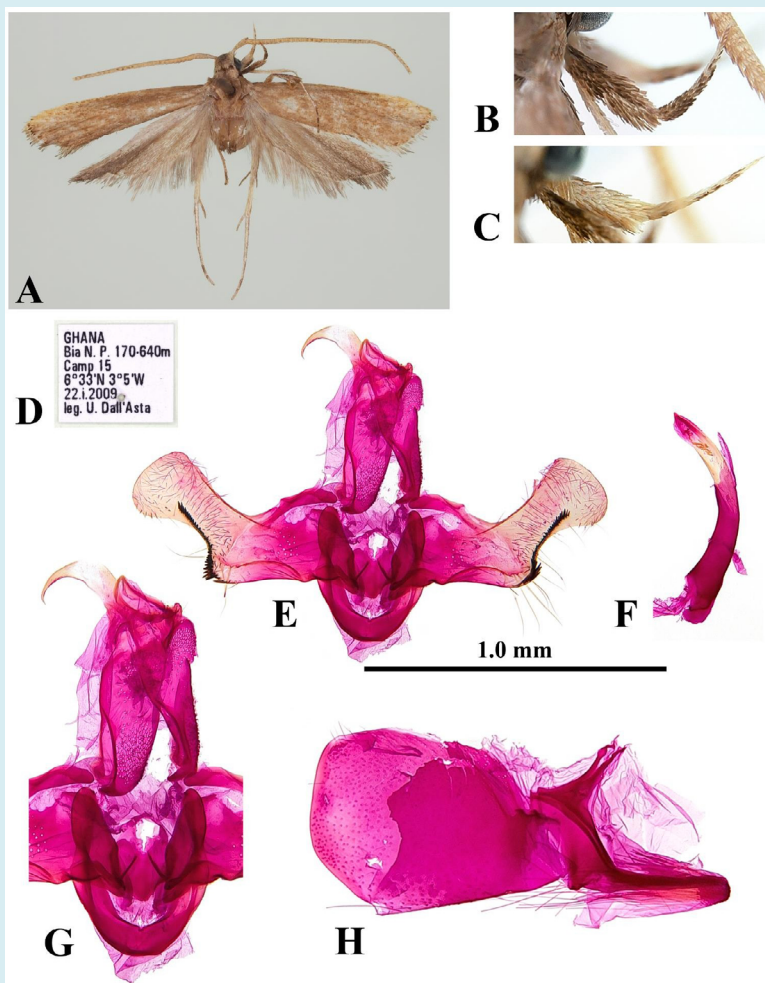 A
B
C
D
GHANA
Bia N. P. 170-640m
Camp 15
6°33'N 3°5'W
22.i.2009
leg. U. Dall'Asta
E
F
1.0 mm
G
H